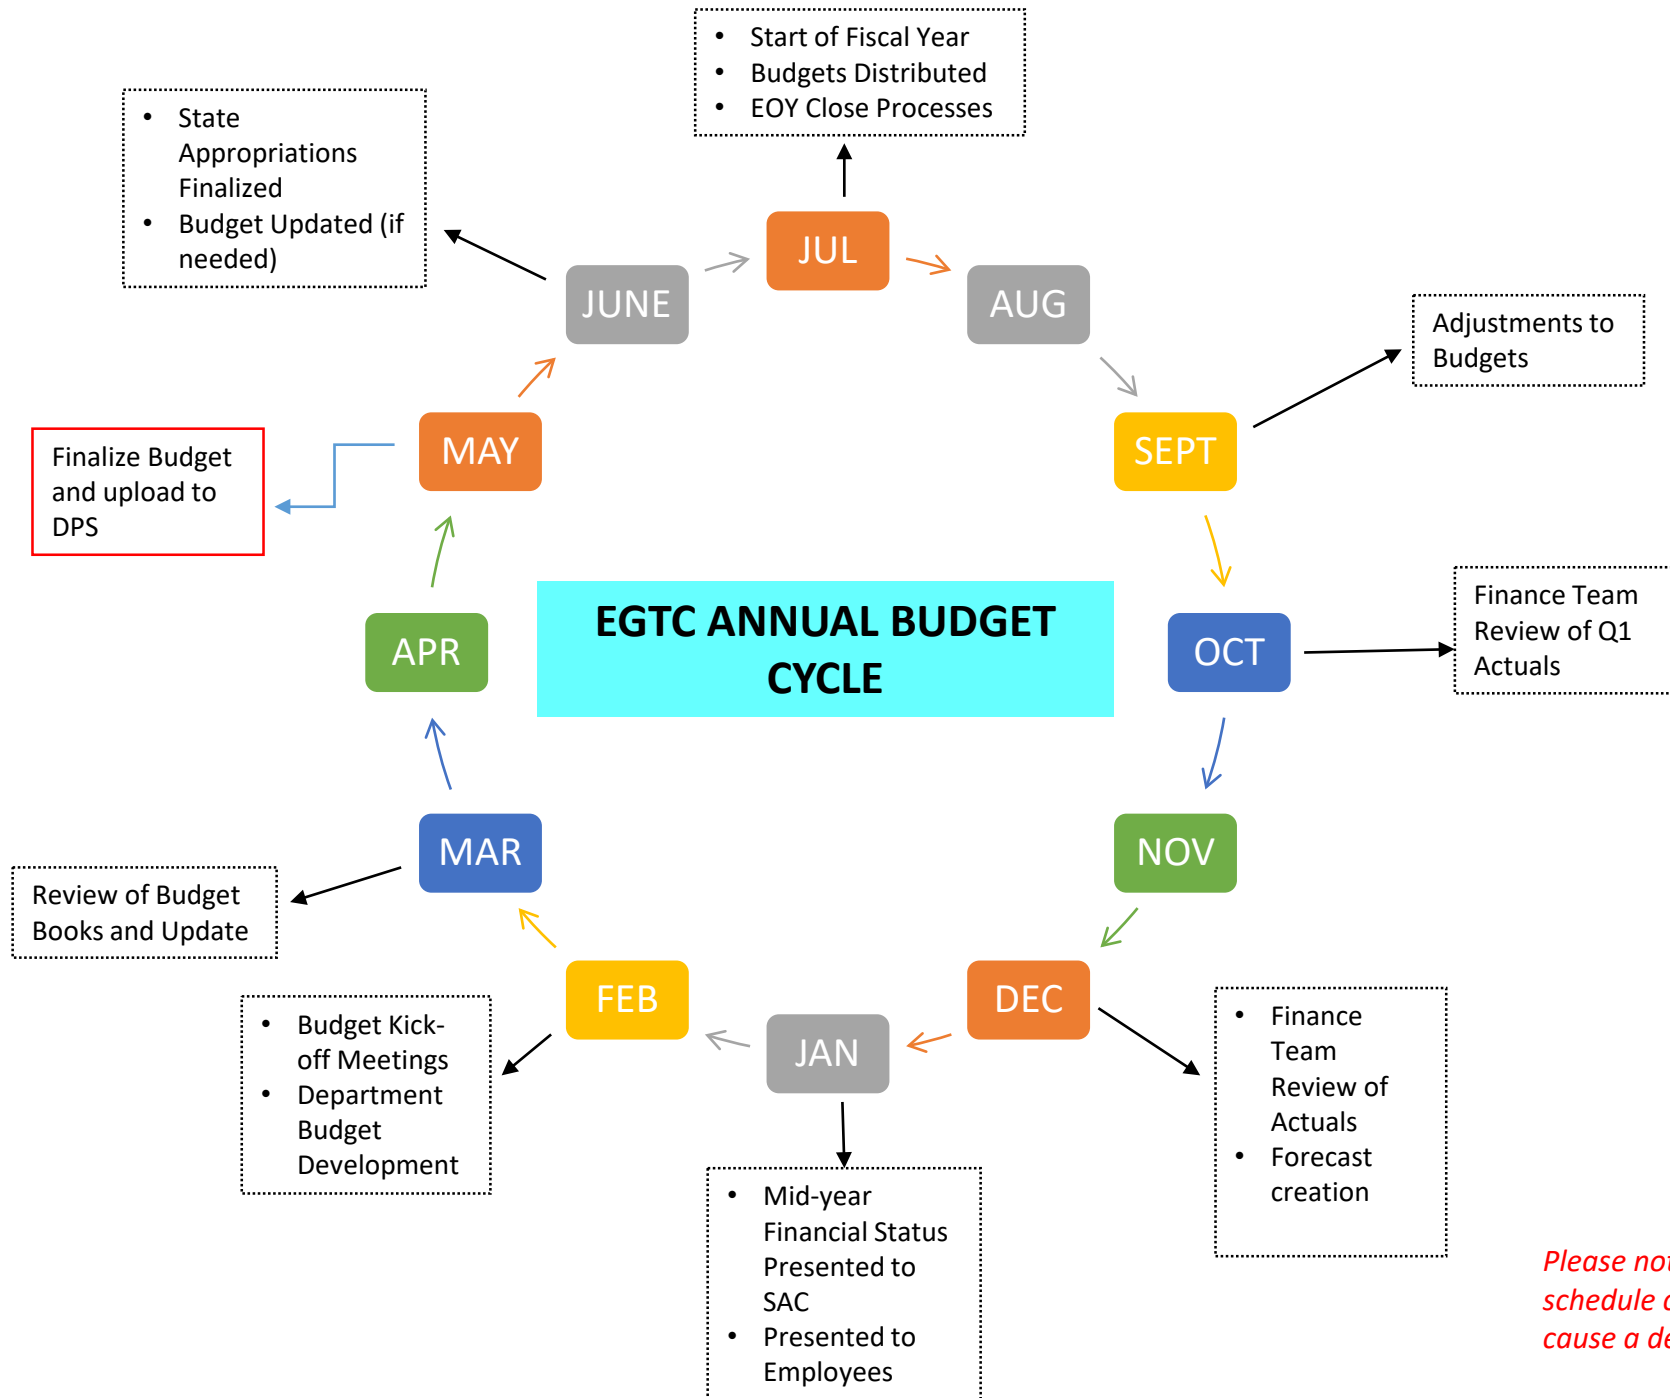 • Start of Fiscal Year
• Budgets Distributed
• EOY Close Processes
• State
Appropriations
Finalized
• Budget Updated (if
needed)
JUL
JUNE
AUG
Adjustments to
Budgets
MAY
SEPT
Finalize Budget
and upload to
DPS
EGTC ANNUAL BUDGET
CYCLE
APR
OCT
Finance Team
Review of Q1
Actuals
MAR
NOV
Review of Budget
Books and Update
FEB
DEC
JAN
• Budget Kick-
off Meetings
• Department
Budget
Development
• Finance
Team
Review of
Actuals
• Forecast
creation
• Mid-year
Financial Status
Presented to
SAC
• Presented to
Employees
Please
schedule
cause a